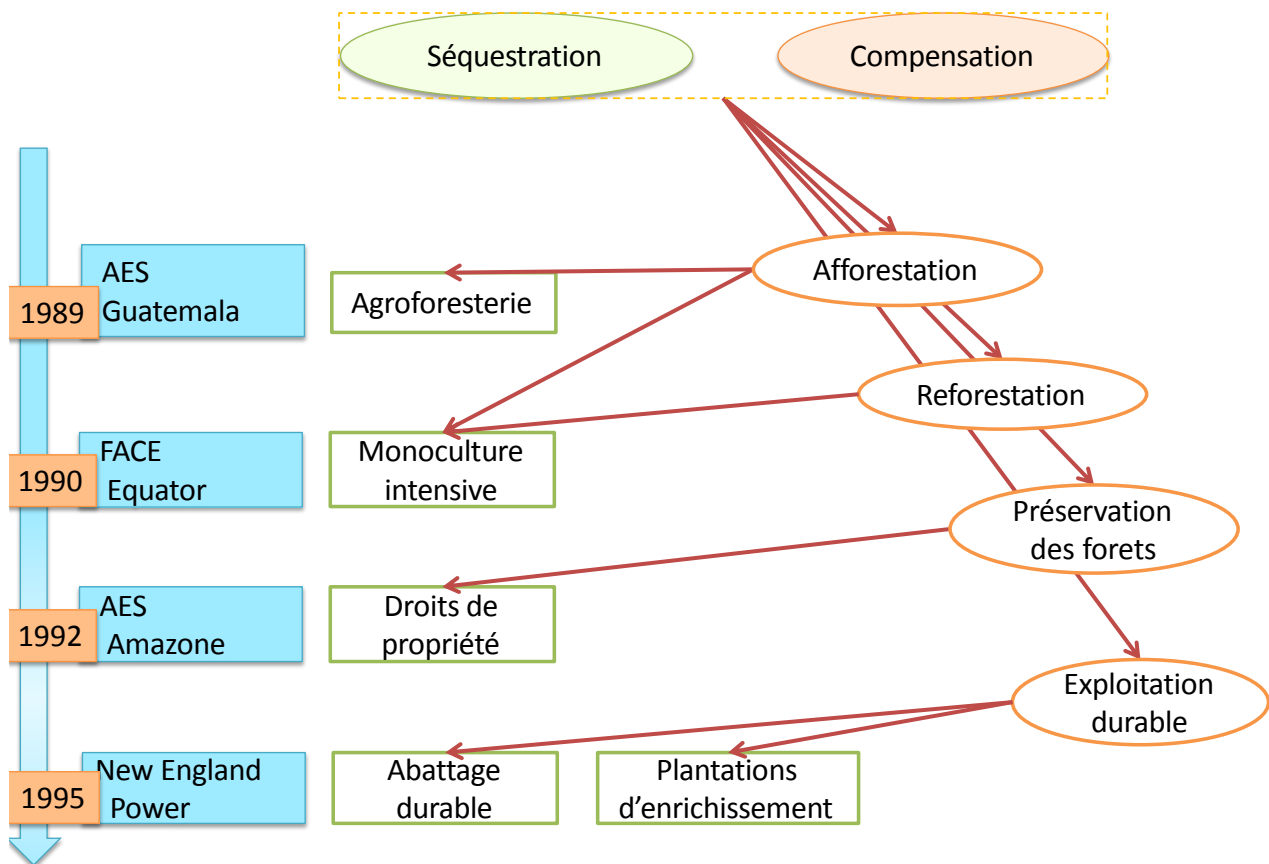 Séquestration
Compensation
Afforestation
AES
Guatemala
1989
Agroforesterie
Reforestation
FACE
Equator
1990
Monoculture
intensive
Préservation
des forets
AES
Amazone
1992
Droits de
propriété
Exploitation
durable
New England
Power
1995
Abattage
durable
Plantations
d’enrichissement